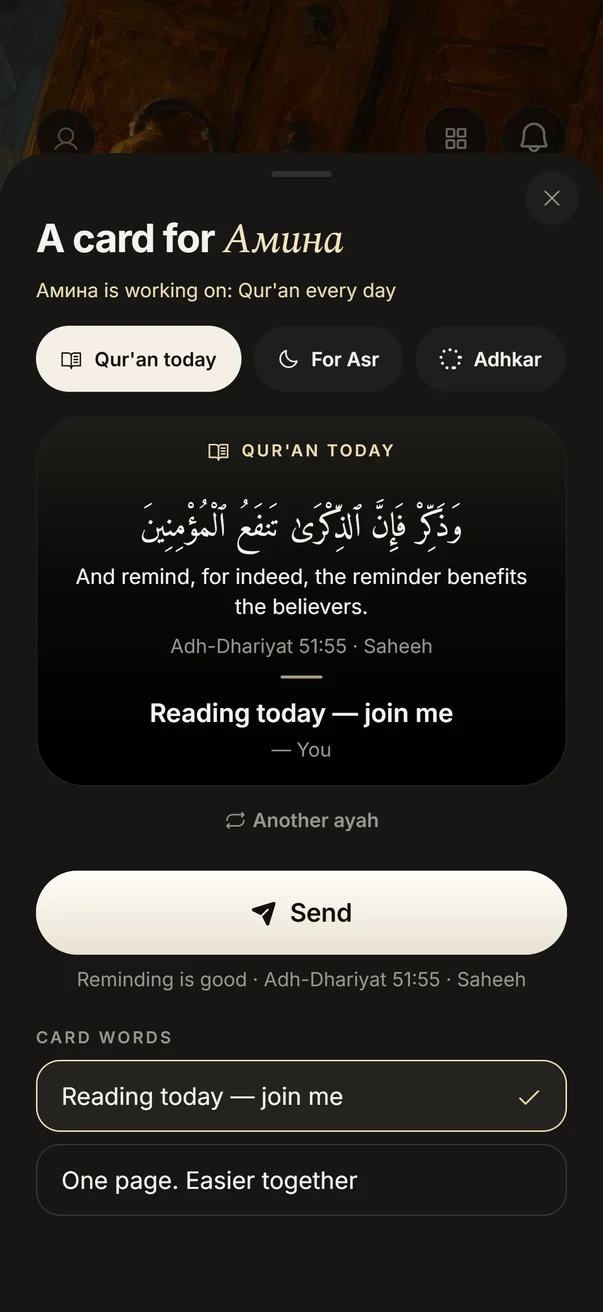 A card for Амина
Амина is working on: Qur'an every day
Qur'an today
For Asr
Adhkar
QUR'AN TODAY
وَذَكِّرْ فَإِنَّ ٱلذِّكْرَىٰ تَنفَعُ ٱلْمُؤْمِنِينَ
And remind, for indeed, the reminder benefits
the believers.
Adh-Dhariyat 51:55 · Saheeh
Reading today — join me
— You
Another ayah
Send
Reminding is good · Adh-Dhariyat 51:55 · Saheeh
CARD WORDS
Reading today — join me
One page. Easier together